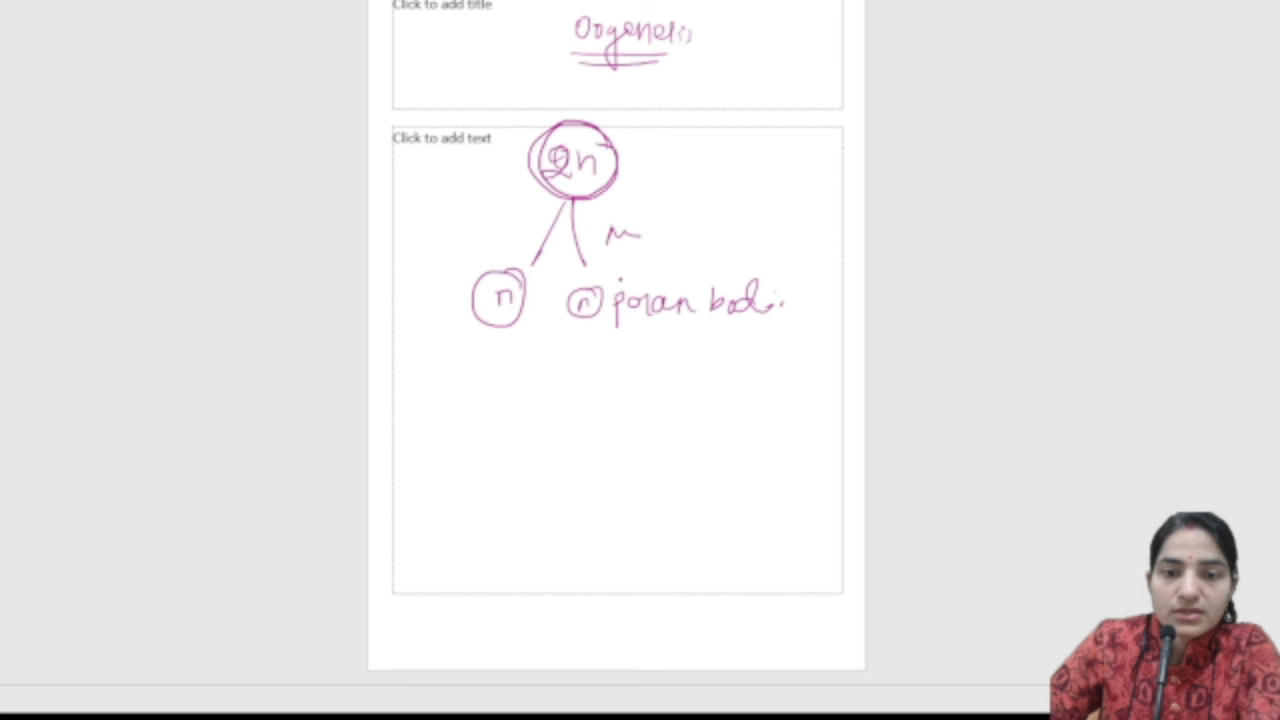 Click to add title
Oogenesis
Click to add text
2n
n
n polar body